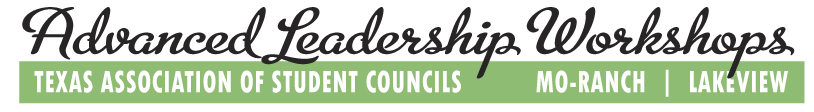 Advanced Leadership Workshops
TEXAS ASSOCIATION OF STUDENT COUNCILS MO-RANCH | LAKEVIEW